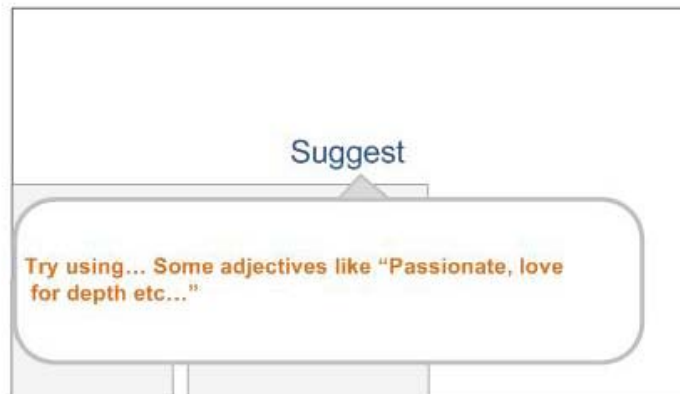 Suggest
Try using... Some adjectives like “Passionate, love
for depth etc...”